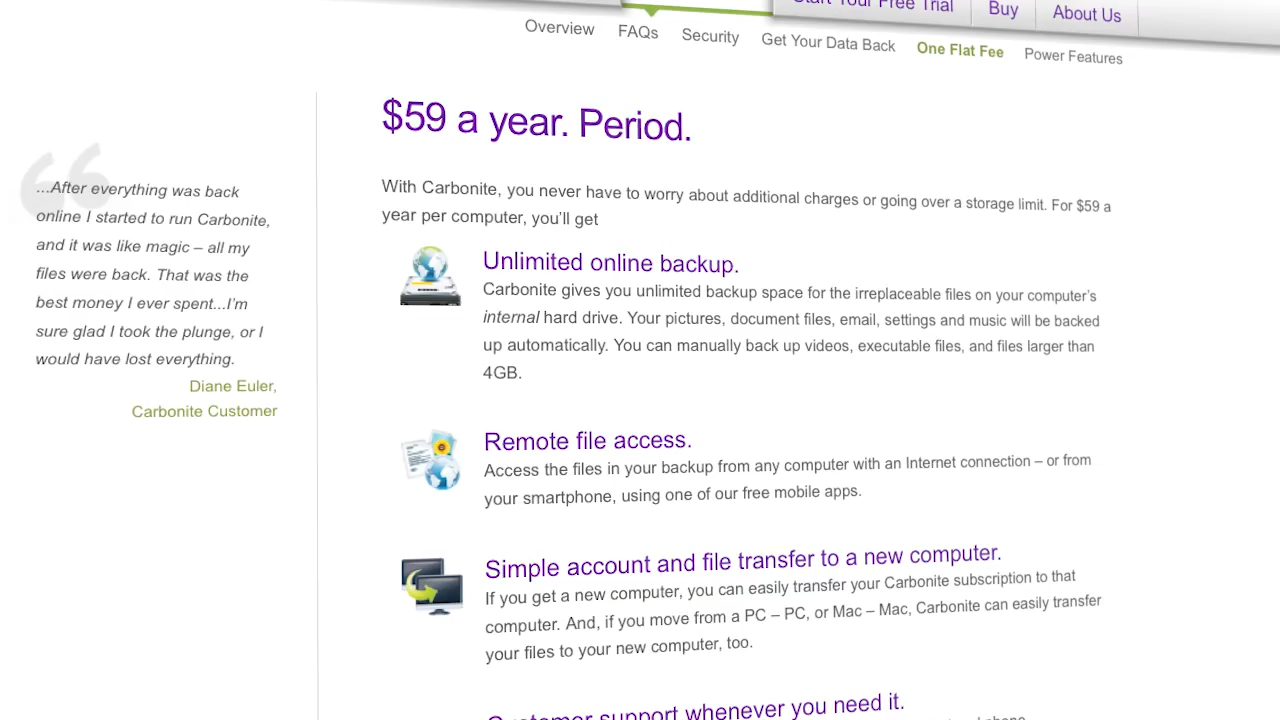 Start Your Free Trial Buy About Us
Overview FAQs Security Get Your Data Back One Flat Fee Power Features
$59 a year. Period.
...After everything was back
online I started to run Carbonite,
and it was like magic – all my
files were back. That was the
best money I ever spent...I'm
sure glad I took the plunge, or I
would have lost everything.
Diane Euler,
Carbonite Customer
With Carbonite, you never have to worry about additional charges or going over a storage limit. For $59 a
year per computer, you’ll get
Unlimited online backup.
Carbonite gives you unlimited backup space for the irreplaceable files on your computer’s
internal hard drive. Your pictures, document files, email, settings and music will be backed
up automatically. You can manually back up videos, executable files, and files larger than
4GB.
Remote file access.
Access the files in your backup from any computer with an Internet connection – or from
your smartphone, using one of our free mobile apps.
Simple account and file transfer to a new computer.
If you get a new computer, you can easily transfer your Carbonite subscription to that
computer. And, if you move from a PC – PC, or Mac – Mac, Carbonite can easily transfer
your files to your new computer, too.
Customer support whenever you need it.